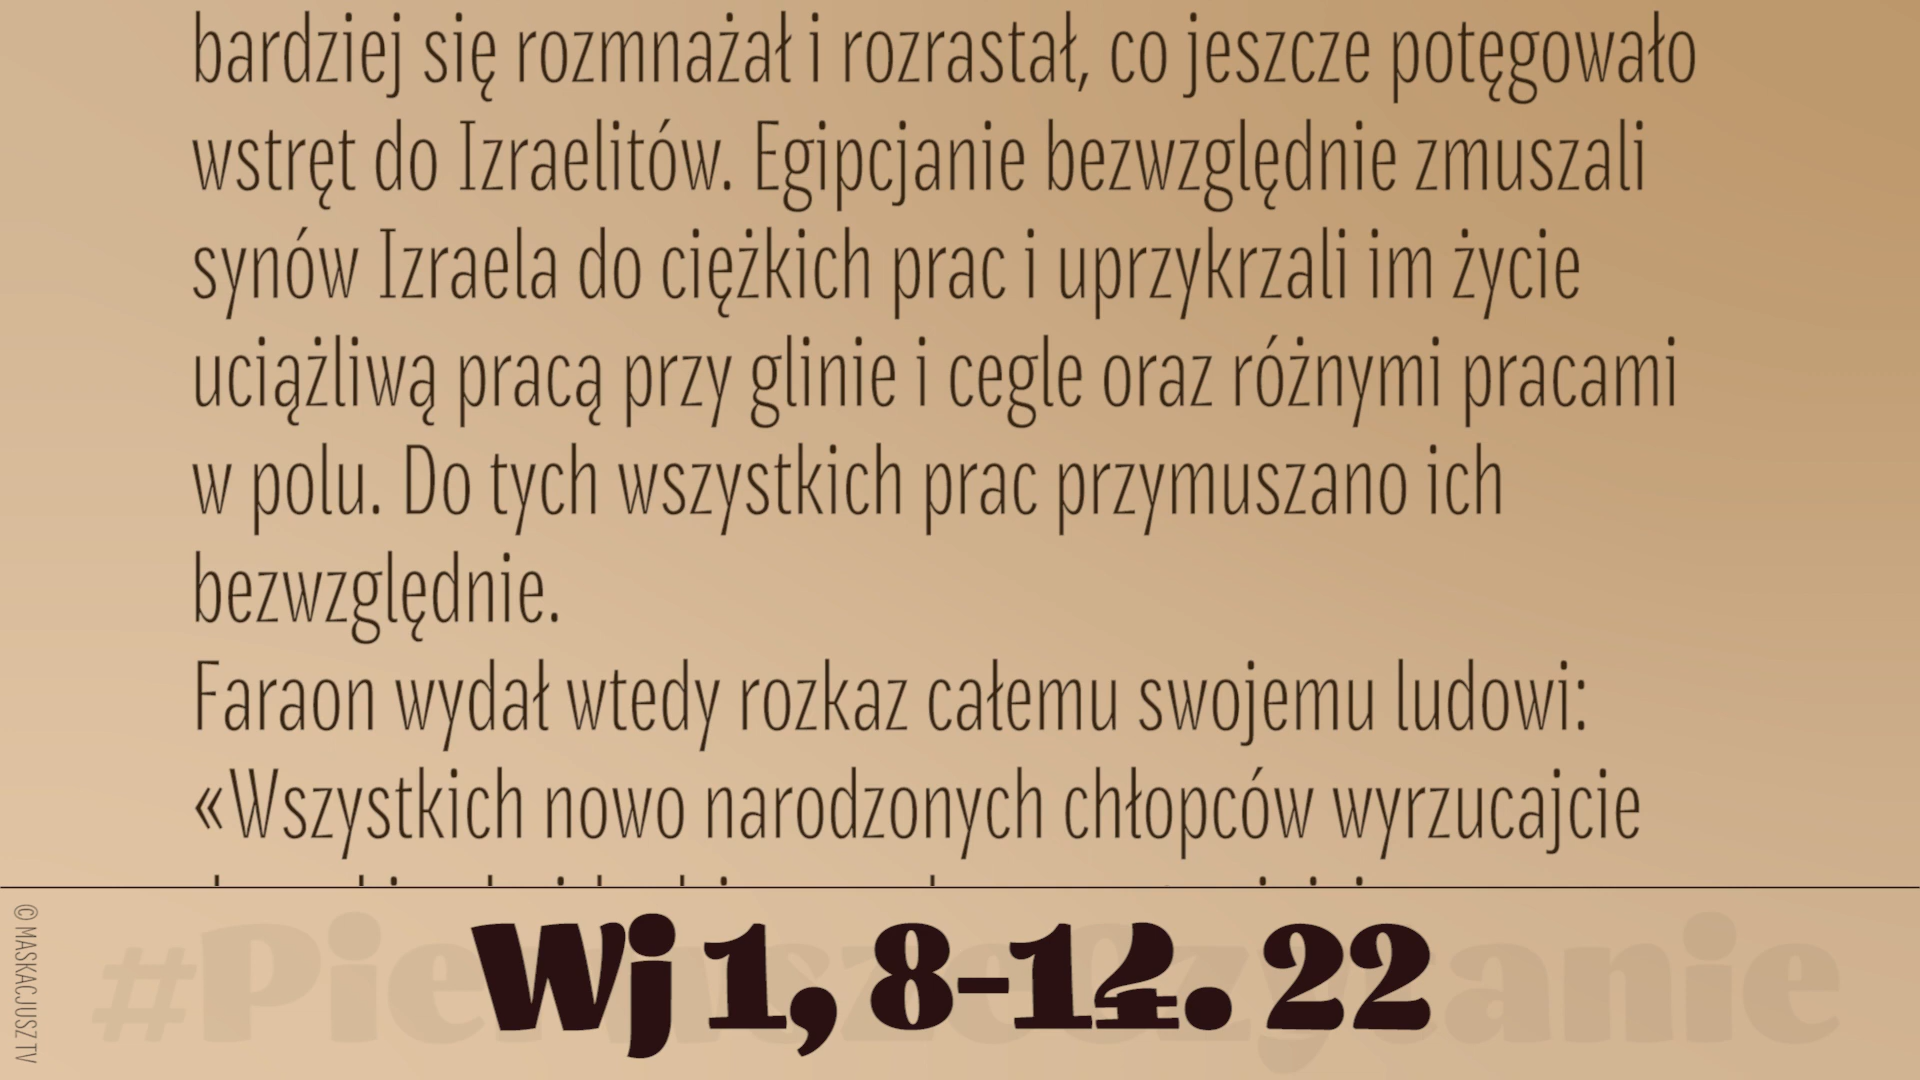 bardziej się rozmnażał i rozrastał, co jeszcze potęgowało
wstręt do Izraelitów. Egipcjanie bezwzględnie zmuszali
synów Izraela do ciężkich prac i uprzykrzali im życie
uciążliwą pracą przy glinie i cegle oraz różnymi pracami
w polu. Do tych wszystkich prac przymuszano ich
bezwzględnie.
Faraon wydał wtedy rozkaz całemu swojemu ludowi:
«Wszystkich nowo narodzonych chłopców wyrzucajcie
#PierwszeCzytanie
Wj 1, 8-14. 22
© MASKACJUSZ TV